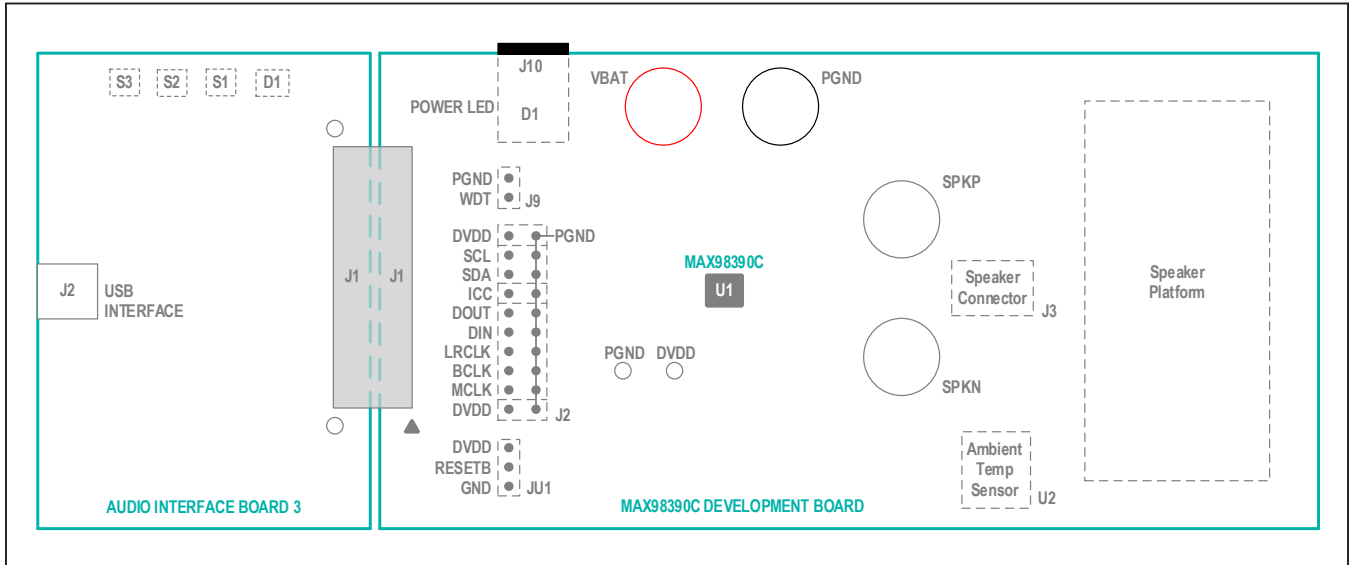 S3 S2 S1 D1
J2
USB
INTERFACE
J1 J1
AUDIO INTERFACE BOARD 3
J10
POWER LED D1
VBAT
PGND
PGND
WDT
J9
DVDD
PGND
SCL
SDA
ICC
DOUT
DIN
LRCLK
BCLK
MCLK
DVDD
J2
DVDD
RESETB
GND
JU1
MAX98390C
U1
PGND DVDD
SPKP
SPKN
Speaker
Connector
J3
Ambient
Temp
Sensor
U2
Speaker
Platform
MAX98390C DEVELOPMENT BOARD